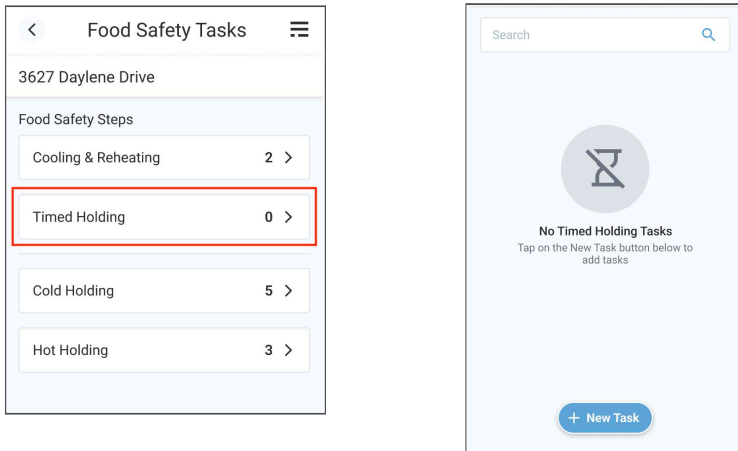 Food Safety Tasks
3627 Daylene Drive
Food Safety Steps
Cooling & Reheating 2
Timed Holding 0
Cold Holding 5
Hot Holding 3
Search
No Timed Holding Tasks
Tap on the New Task button below to
add tasks
+ New Task